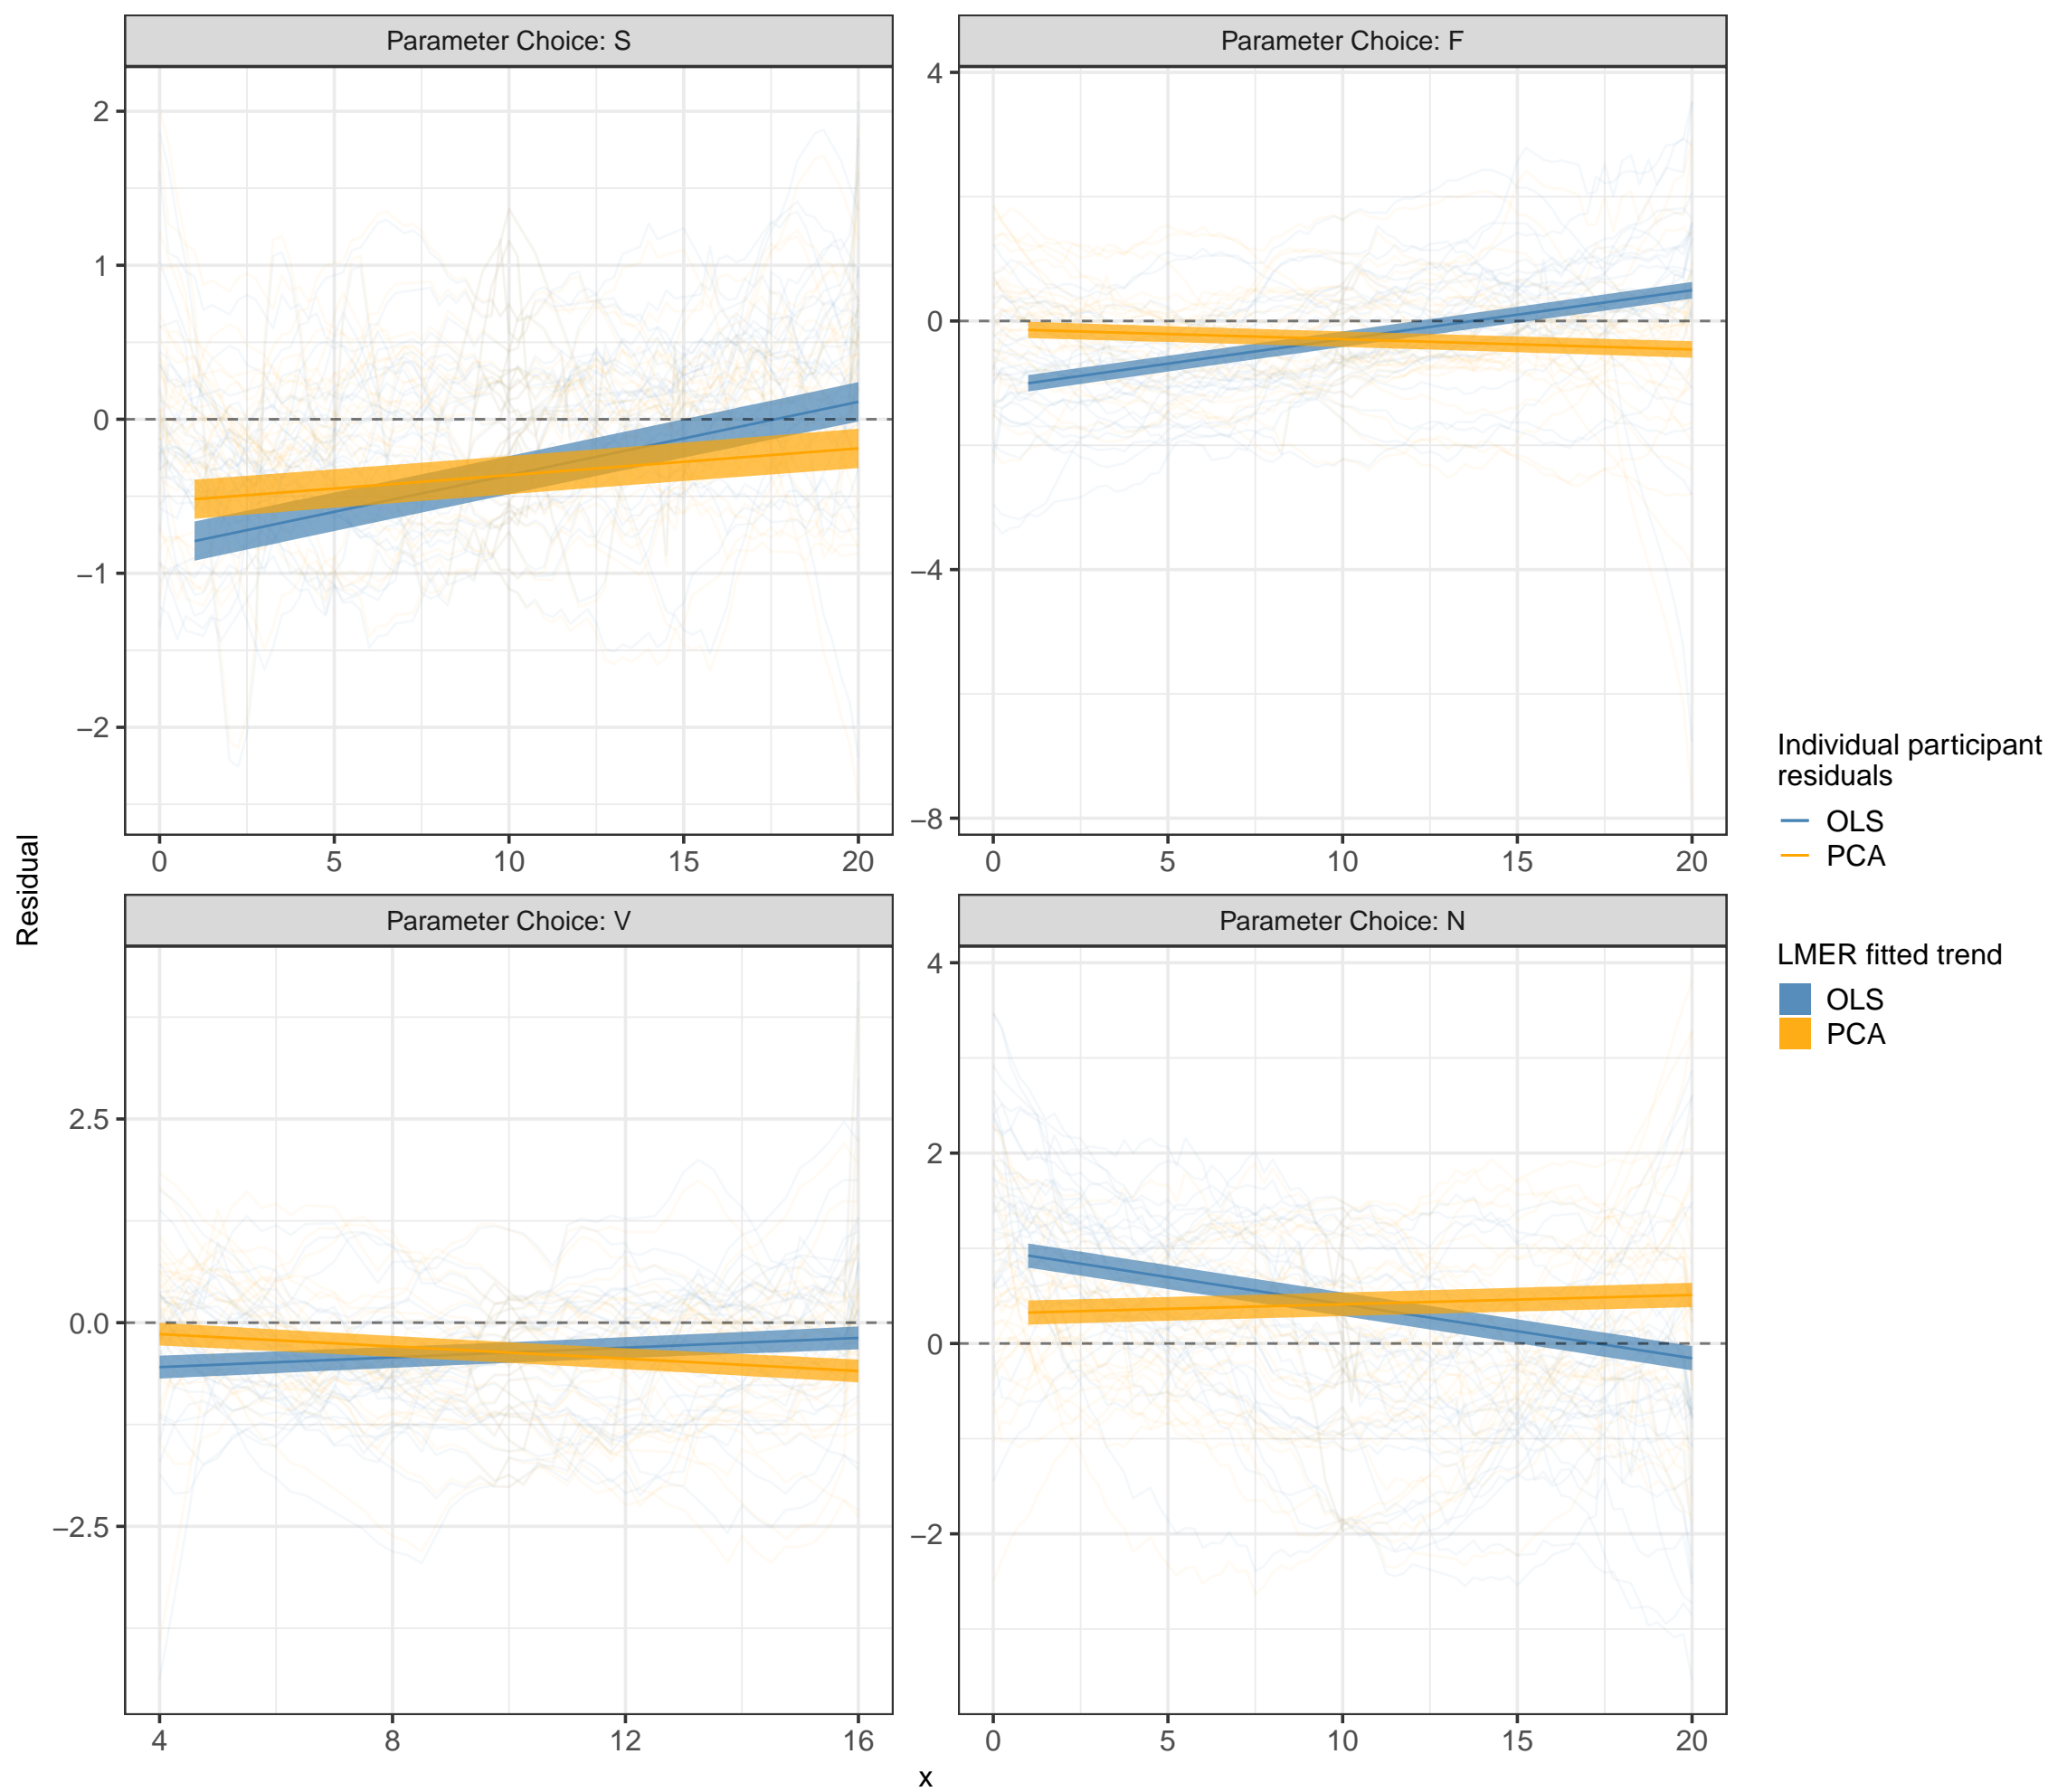 Parameter Choice: S
Parameter Choice: F
2
1
0
−1
−2
4
0
−4
−8
0 5 10 15 20
0 5 10 15 20
Parameter Choice: V
Parameter Choice: N
2.5
0.0
−2.5
4
2
0
−2
4 8 12 16
0 5 10 15 20
Residual
x
Individual participant
residuals
OLS
PCA
LMER fitted trend
OLS
PCA